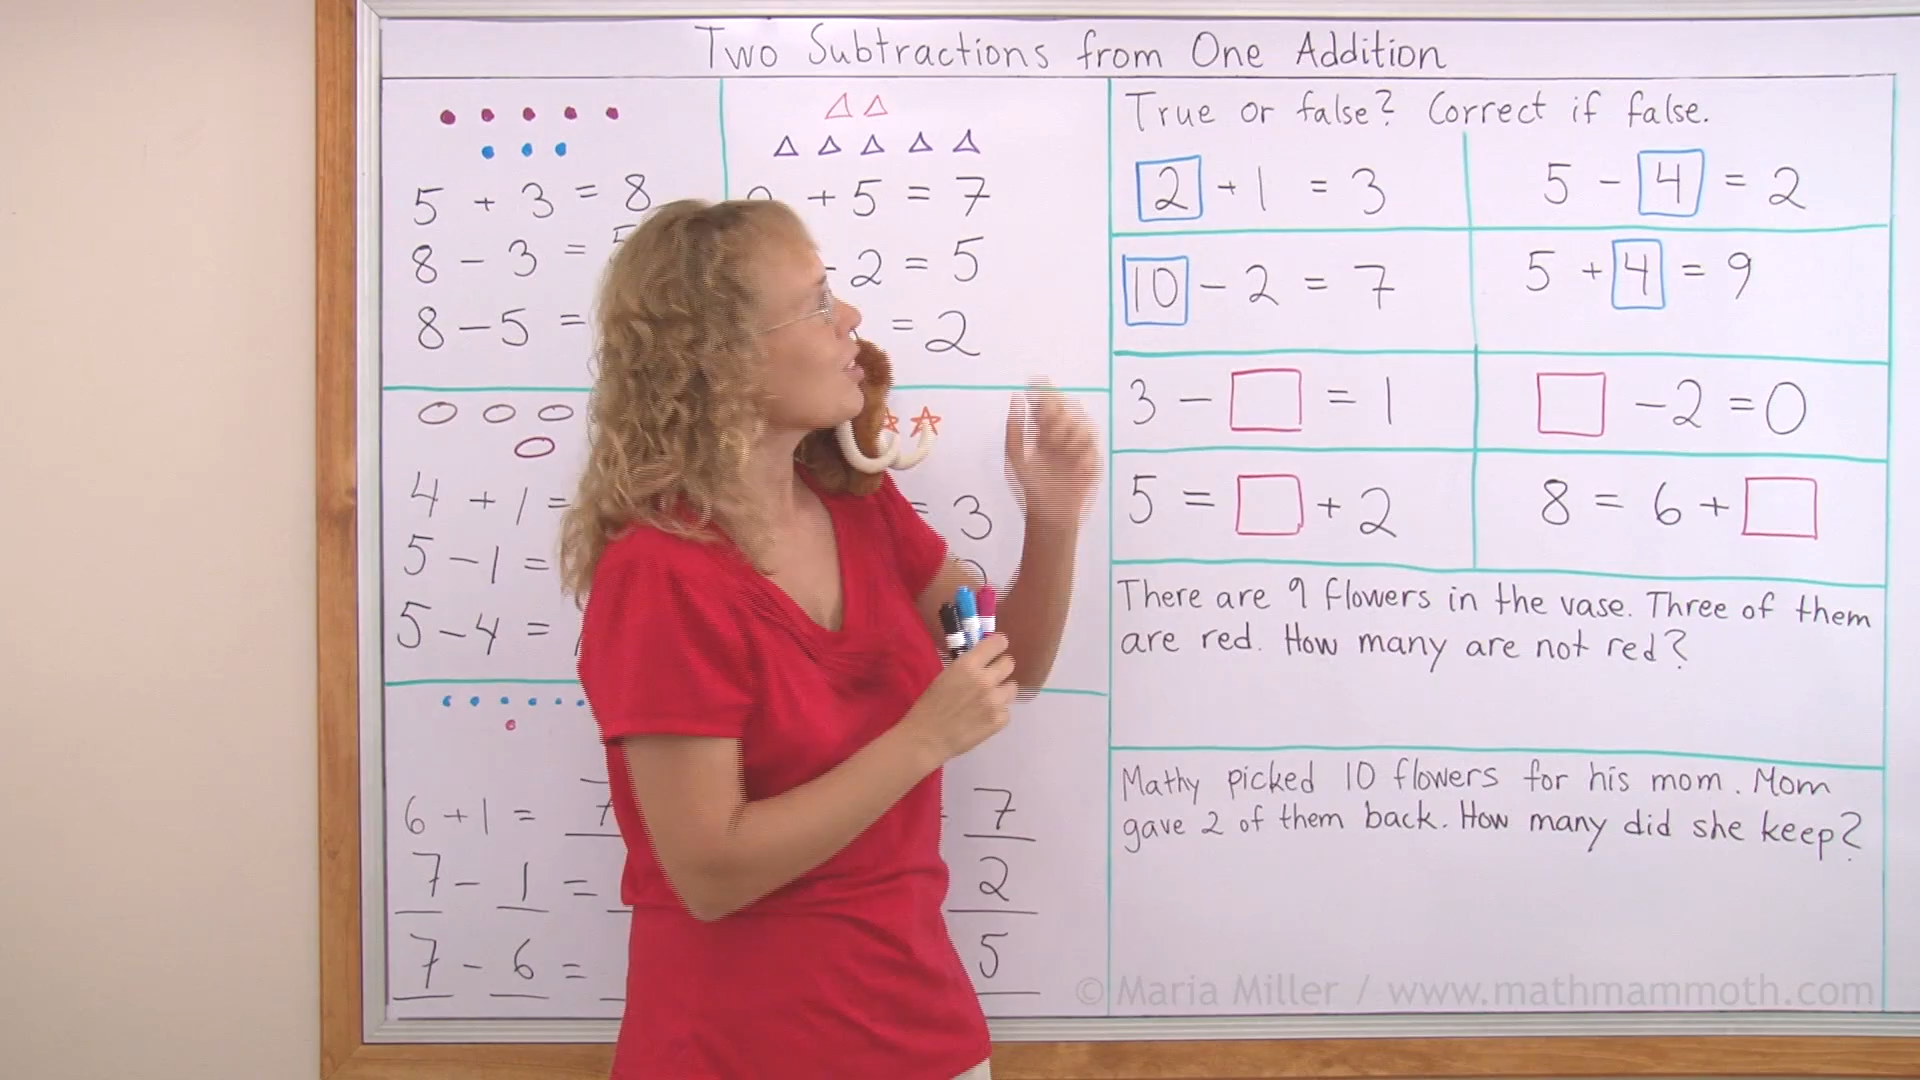 Two Subtractions from One Addition
5 + 3 = 8
8 - 3 = 5
8 - 5 =
+ 5 = 7
- 2 = 5
= 2
4 + 1 =
5 - 1 =
5 - 4 =
= 3
6 + 1 = 7
7 - 1 =
7 - 6 =
7
2
5
True or false? Correct if false.
2 + 1 = 3
5 - 4 = 2
10 - 2 = 7
5 + 4 = 9
3 - □ = 1
□ - 2 = 0
5 = □ + 2
8 = 6 + □
There are 9 flowers in the vase. Three of them
are red. How many are not red?
Mathy picked 10 flowers for his mom. Mom
gave 2 of them back. How many did she keep?
© Maria Miller / www.mathmammoth.com